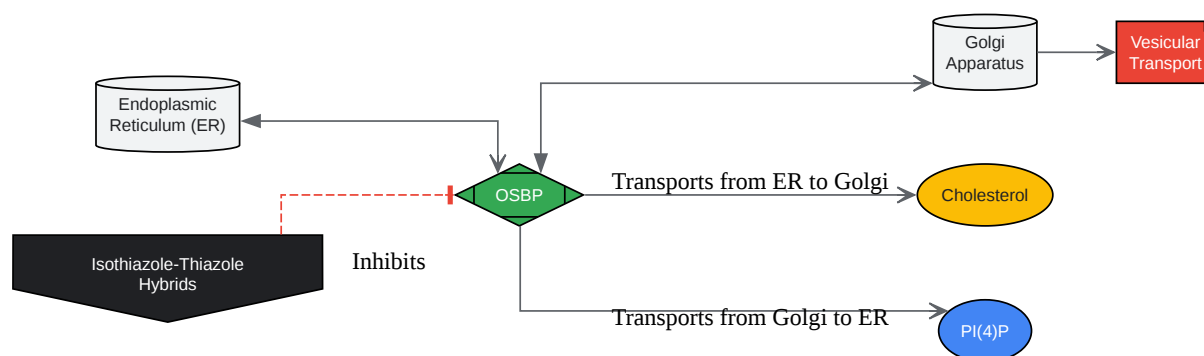 Golgi
Apparatus
Vesicular
Transport
Endoplasmic
Reticulum (ER)
OSBP
Transports from ER to Golgi
Cholesterol
Isothiazole-Thiazole
Hybrids
Inhibits
Transports from Golgi to ER
PI(4)P